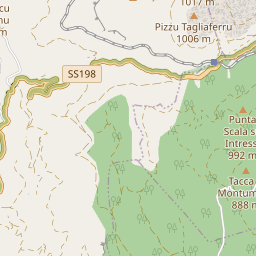 cu
nu
m
1017 m
Pizzu Tagliaferru
1006 m
SS198
Punta
Scala s
Intress
992 m
Tacca
Montum
888 m